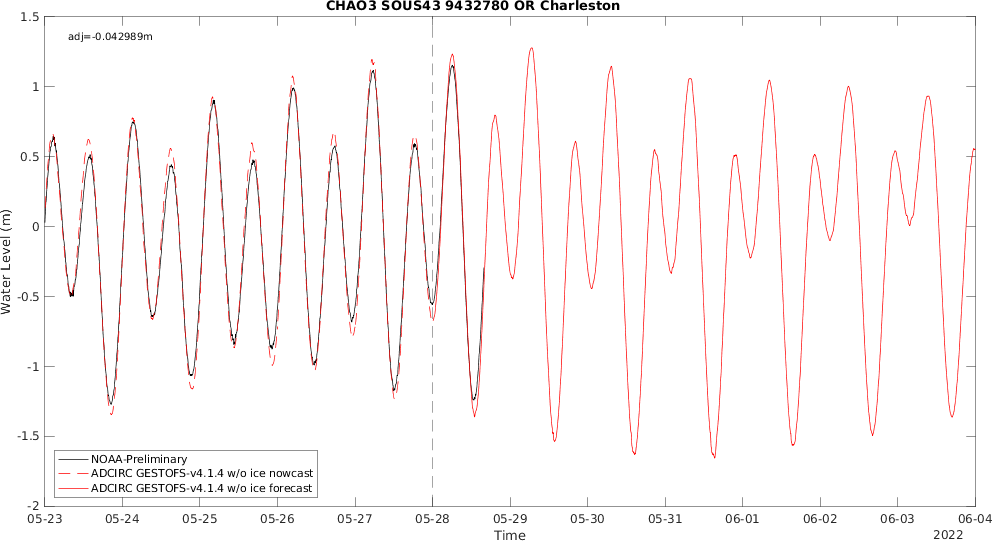 CHAO3 SOUS43 9432780 OR Charleston
adj=-0.042989m
1.5
1
0.5
0
-0.5
-1
-1.5
-2
Water Level (m)
NOAA-Preliminary
ADCIRC GESTOFS-v4.1.4 w/o ice nowcast
ADCIRC GESTOFS-v4.1.4 w/o ice forecast
05-23 05-24 05-25 05-26 05-27 05-28 05-29 05-30 05-31 06-01 06-02 06-03 06-04
Time
2022